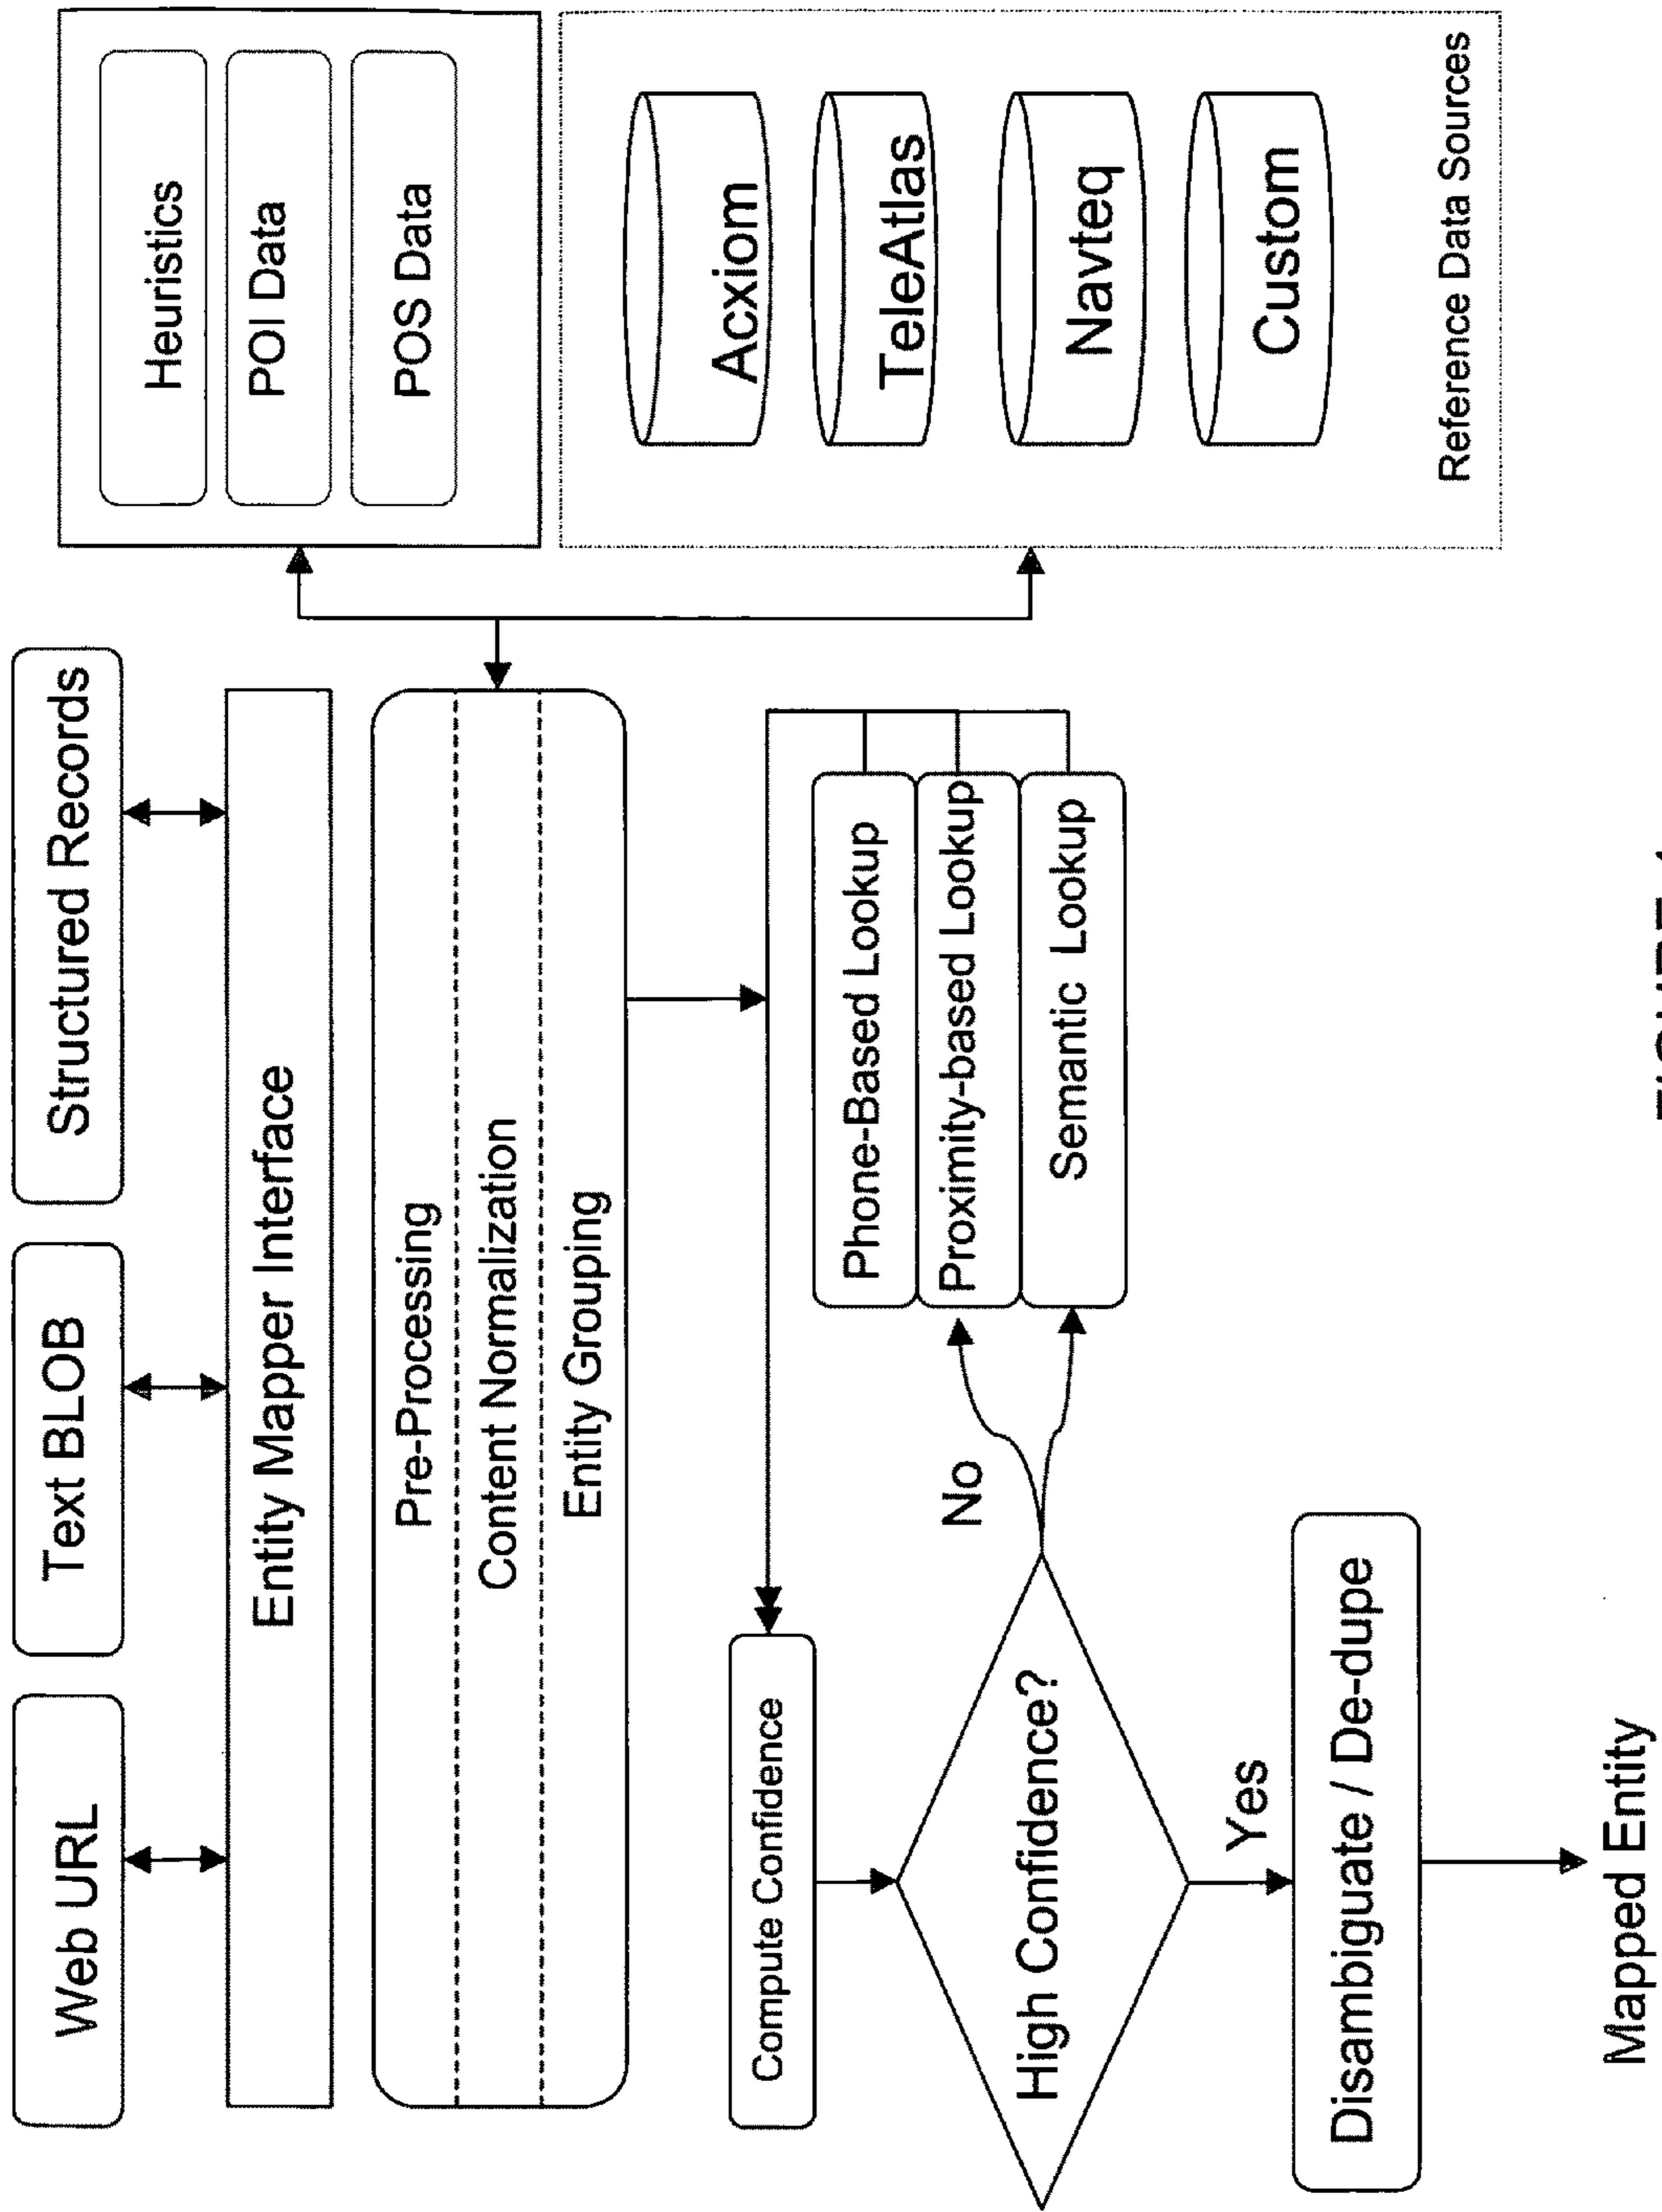 Web URL
Text BLOB
Structured Records
Entity Mapper Interface
Pre-Processing
Content Normalization
Entity Grouping
Heuristics
POI Data
POS Data
Acxiom
TeleAtlas
Navteq
Custom
Reference Data Sources
Compute Confidence
High Confidence?
No
Yes
Phone-Based Lookup
Proximity-based Lookup
Semantic Lookup
Disambiguate / De-dupe
Mapped Entity